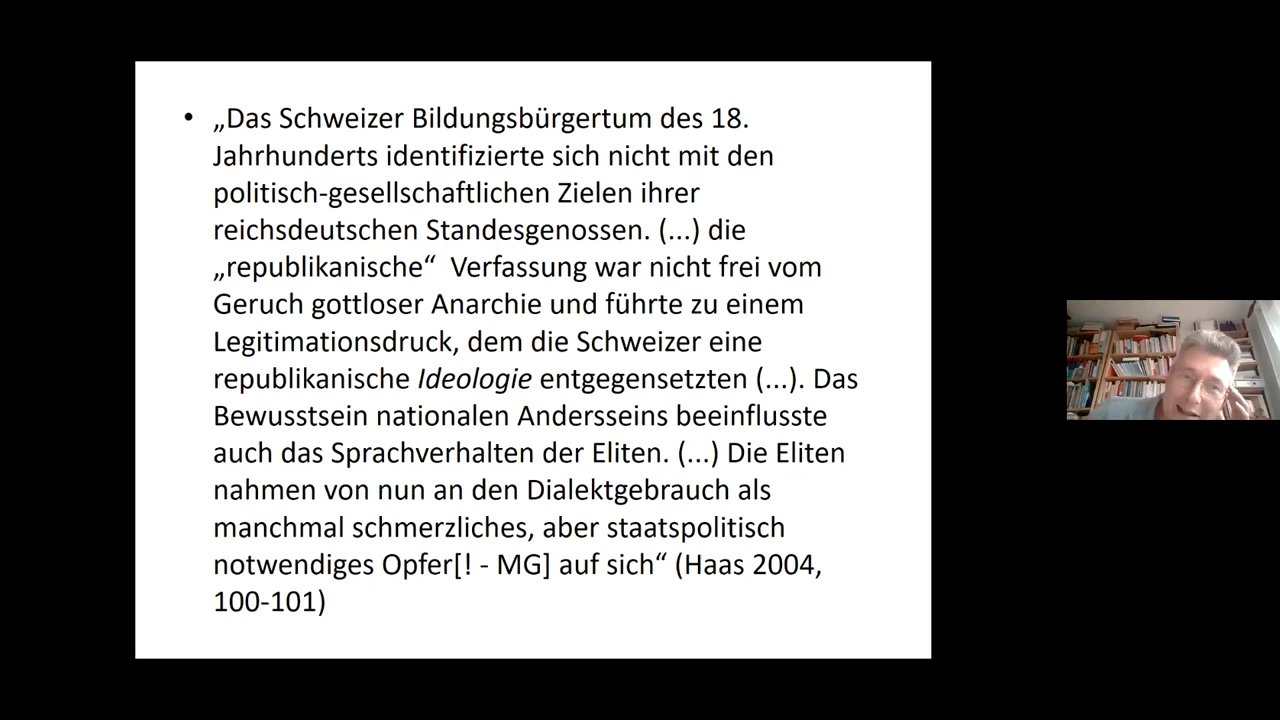 • „Das Schweizer Bildungsbürgertum des 18.
Jahrhunderts identifizierte sich nicht mit den
politisch-gesellschaftlichen Zielen ihrer
reichsdeutschen Standesgenossen. (...) die
„republikanische“  Verfassung war nicht frei vom
Geruch gottloser Anarchie und führte zu einem
Legitimationsdruck, dem die Schweizer eine
republikanische Ideologie entgegensetzten (...). Das
Bewusstsein nationalen Andersseins beeinflusste
auch das Sprachverhalten der Eliten. (...) Die Eliten
nahmen von nun an den Dialektgebrauch als
manchmal schmerzliches, aber staatspolitisch
notwendiges Opfer[! - MG] auf sich“ (Haas 2004,
100-101)